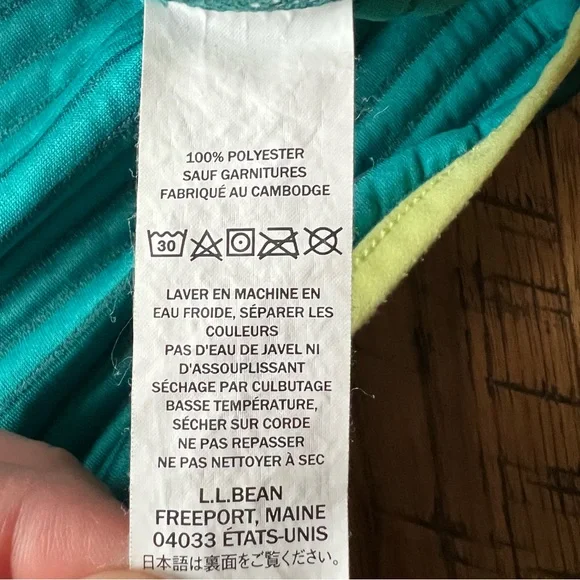 100% POLYESTER
SAUF GARNITURES
FABRIQUÉ AU CAMBODGE
30
LAVER EN MACHINE EN
EAU FROIDE, SÉPARER LES
COULEURS
PAS D'EAU DE JAVEL NI
D'ASSOUPLISSANT
SÉCHAGE PAR CULBUTAGE
BASSE TEMPÉRATURE,
SÉCHER SUR CORDE
NE PAS REPASSER
NE PAS NETTOYER À SEC
L.L.BEAN
FREEPORT, MAINE
04033 ÉTATS-UNIS
日本語は裏面をご覧ください。